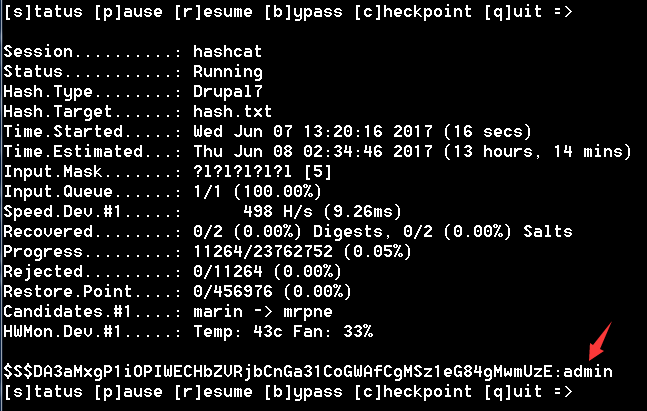 [s]tatus [p]ause [r]esume [b]ypass [c]heckpoint [q]uit =>
Session..........: hashcat
Status...........: Running
Hash.Type........: Drupal7
Hash.Target......: hash.txt
Time.Started.....: Wed Jun 07 13:20:16 2017 (16 secs)
Time.Estimated...: Thu Jun 08 02:34:46 2017 (13 hours, 14 mins)
Input.Mask.......: ?l?l?l?l?l [5]
Input.Queue......: 1/1 (100.00%)
Speed.Dev.#1.....: 498 H/s (9.26ms)
Recovered........: 0/2 (0.00%) Digests, 0/2 (0.00%) Salts
Progress.........: 11264/23762752 (0.05%)
Rejected.........: 0/11264 (0.00%)
Restore.Point....: 0/456976 (0.00%)
Candidates.#1....: marin -> mrpne
HWMon.Dev.#1.....: Temp: 43c Fan: 33%
$S$DA3aMxgP1iOPIWECHbZVRjbCnGa31CoGWAfCgMSz1eG84gMwmUzE:admin
[s]tatus [p]ause [r]esume [b]ypass [c]heckpoint [q]uit =>